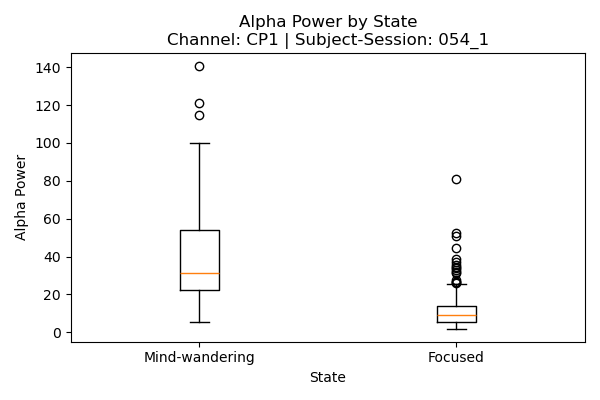 Alpha Power by State
Channel: CP1 | Subject-Session: 054_1
140
120
100
80
60
40
20
0
Alpha Power
Mind-wandering
Focused
State